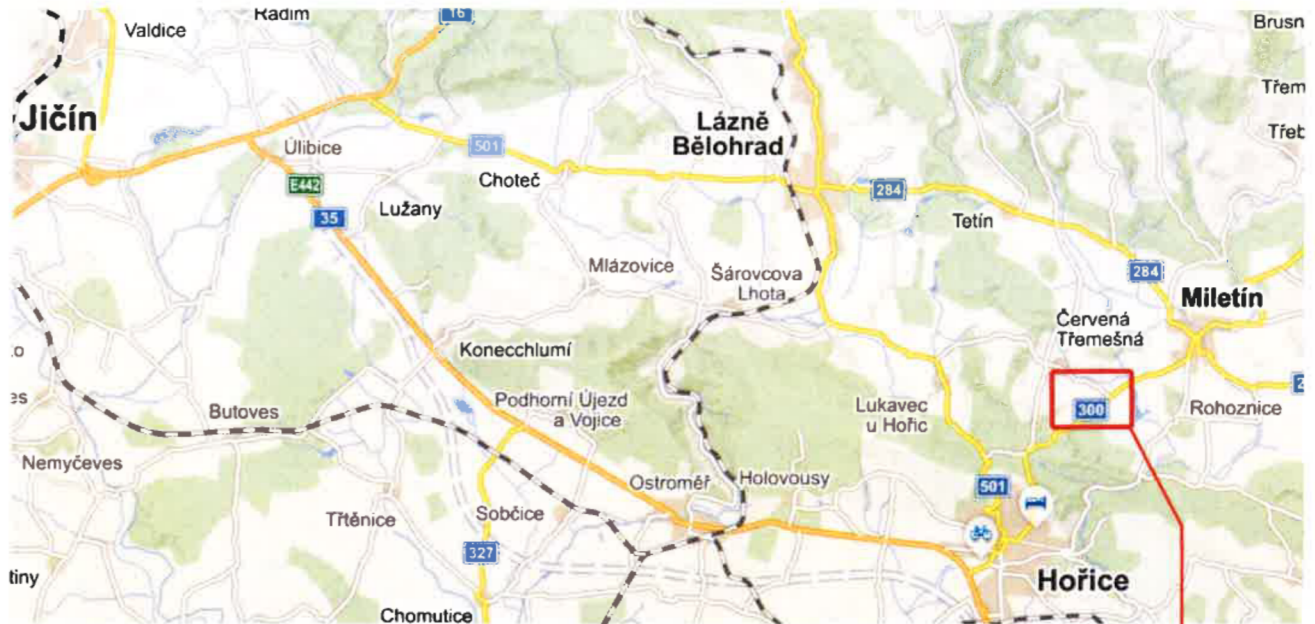 16
Radim
Valdice
Brusn
Jičín
Třem
Třeb
Úlibice
501
Lázně
Bělohrad
E442
Choteč
284
35
Lužany
Tetín
Mlázovice
Šárovcova
Lhota
284
Miletín
Červená
Třemešná
Konecchlumí
es
Butoves
Podhorní Újezd
a Vojice
Lukavec
u Hořic
300
Rohoznice
Nemyčeves
Ostroměř
Holovousy
501
Třtěnice
Sobčice
327
tiny
Hořice
Chomutice